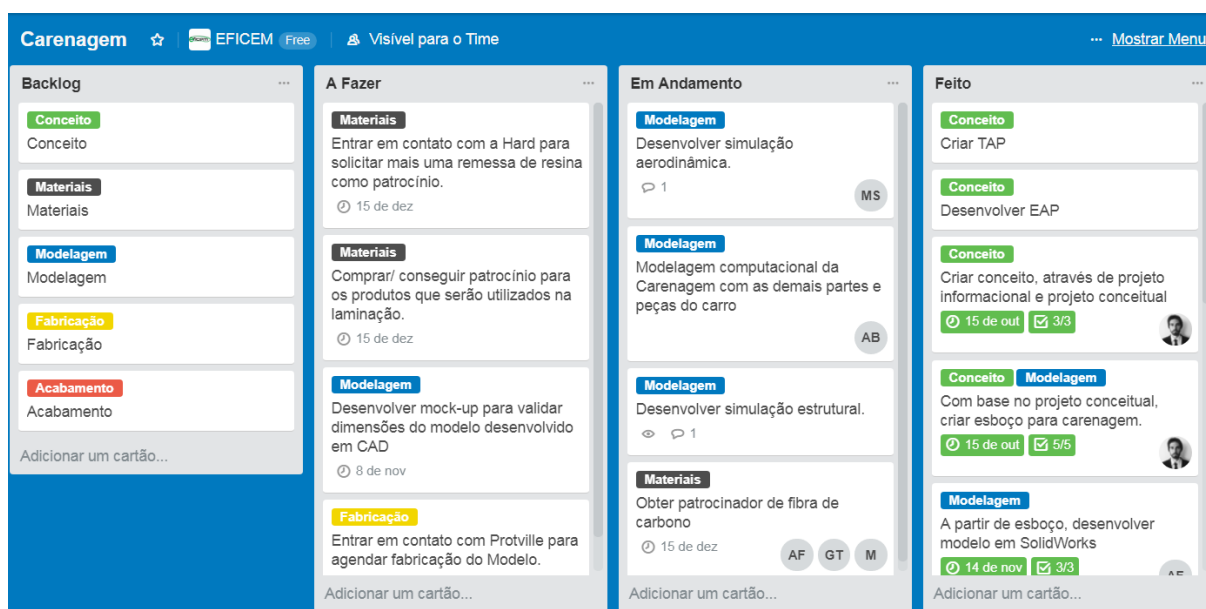 Carenagem
EFICEM Free
Visível para o Time
Mostrar Menu
Backlog
Conceito
Conceito
Materiais
Materiais
Modelagem
Modelagem
Fabricação
Fabricação
Acabamento
Acabamento
Adicionar um cartão...
A Fazer
Materiais
Entrar em contato com a Hard para
solicitar mais uma remessa de resina
como patrocínio.
15 de dez
Materiais
Comprar/ conseguir patrocínio para
os produtos que serão utilizados na
laminação.
15 de dez
Modelagem
Desenvolver mock-up para validar
dimensões do modelo desenvolvido
em CAD
8 de nov
Fabricação
Entrar em contato com Protville para
agendar fabricação do Modelo.
Adicionar um cartão...
Em Andamento
Modelagem
Desenvolver simulação
aerodinâmica.
1
MS
Modelagem
Modelagem computacional da
Carenagem com as demais partes e
peças do carro
AB
Modelagem
Desenvolver simulação estrutural.
1
Materiais
Obter patrocinador de fibra de
carbono
15 de dez
AF GT M
Adicionar um cartão...
Feito
Conceito
Criar TAP
Conceito
Desenvolver EAP
Conceito
Criar conceito, através de projeto
informacional e projeto conceitual
15 de out 3/3
Conceito Modelagem
Com base no projeto conceitual,
criar esboço para carenagem.
15 de out 5/5
Modelagem
A partir de esboço, desenvolver
modelo em SolidWorks
14 de nov 3/3
Adicionar um cartão...